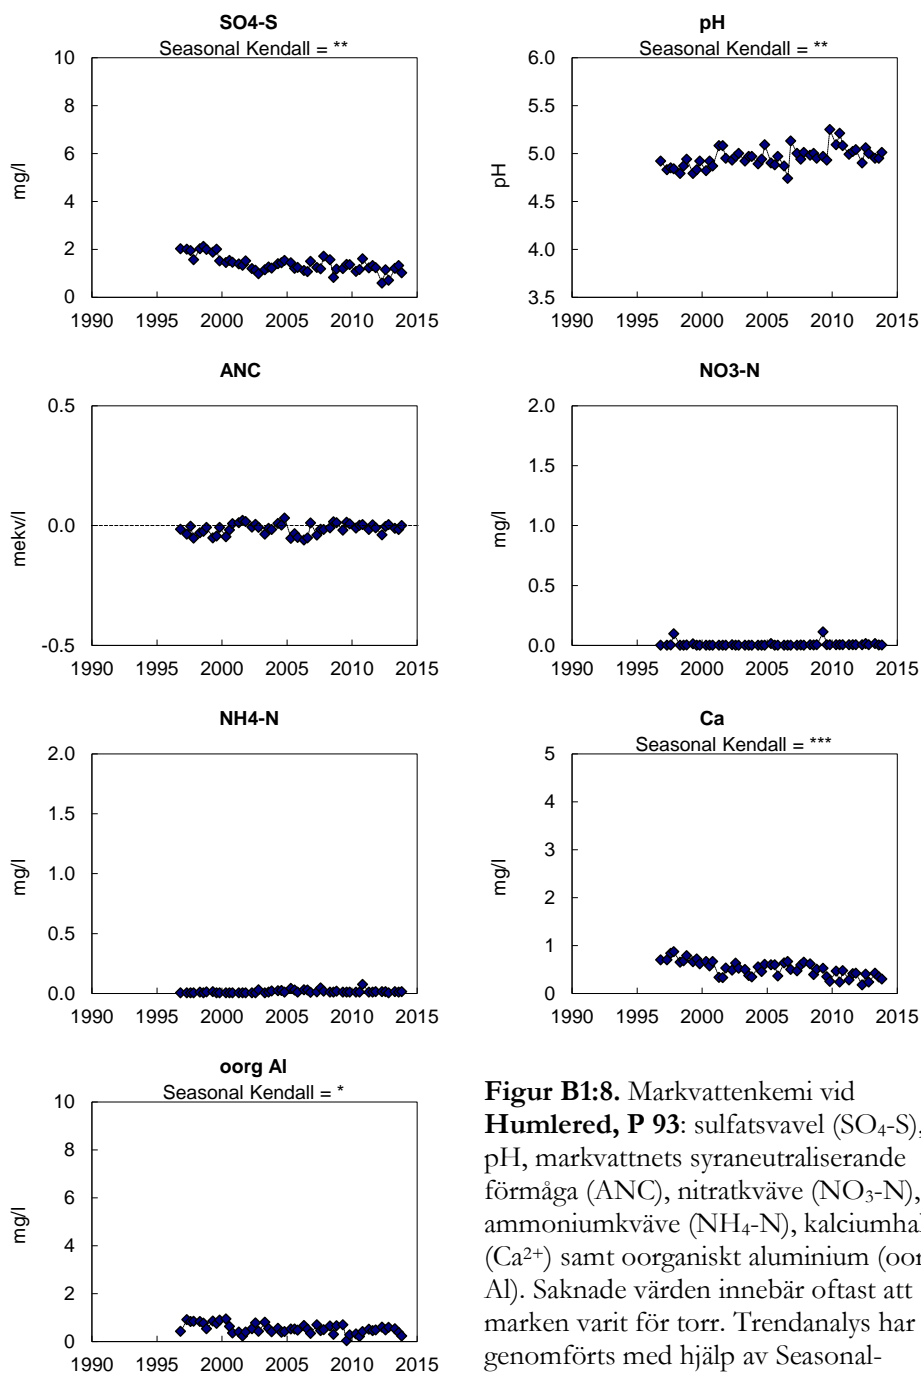 SO4-S
Seasonal Kendall = **
10
8
6
4
2
0
mg/l
1990 1995 2000 2005 2010 2015
pH
Seasonal Kendall = **
6.0
5.5
5.0
4.5
4.0
3.5
pH
1990 1995 2000 2005 2010 2015
ANC
0.5
0.0
-0.5
mekv/l
1990 1995 2000 2005 2010 2015
NO3-N
2.0
1.5
1.0
0.5
0.0
mg/l
1990 1995 2000 2005 2010 2015
NH4-N
2.0
1.5
1.0
0.5
0.0
mg/l
1990 1995 2000 2005 2010 2015
Ca
Seasonal Kendall = ***
5
4
3
2
1
0
mg/l
1990 1995 2000 2005 2010 2015
oorg Al
Seasonal Kendall = *
10
8
6
4
2
0
mg/l
1990 1995 2000 2005 2010 2015
Figur B1:8. Markvattenkemi vid
Humlered, P 93: sulfatsvavel (SO₄-S),
pH, markvattnets syraneutraliserande
förmåga (ANC), nitratkväve (NO₃-N),
ammoniumkväve (NH₄-N),
(Ca²⁺) samt oorganiskt aluminium
Al). Saknade värden innebär oftast att
marken varit för torr. Trendanalys har
genomförts med hjälp av Seasonal-